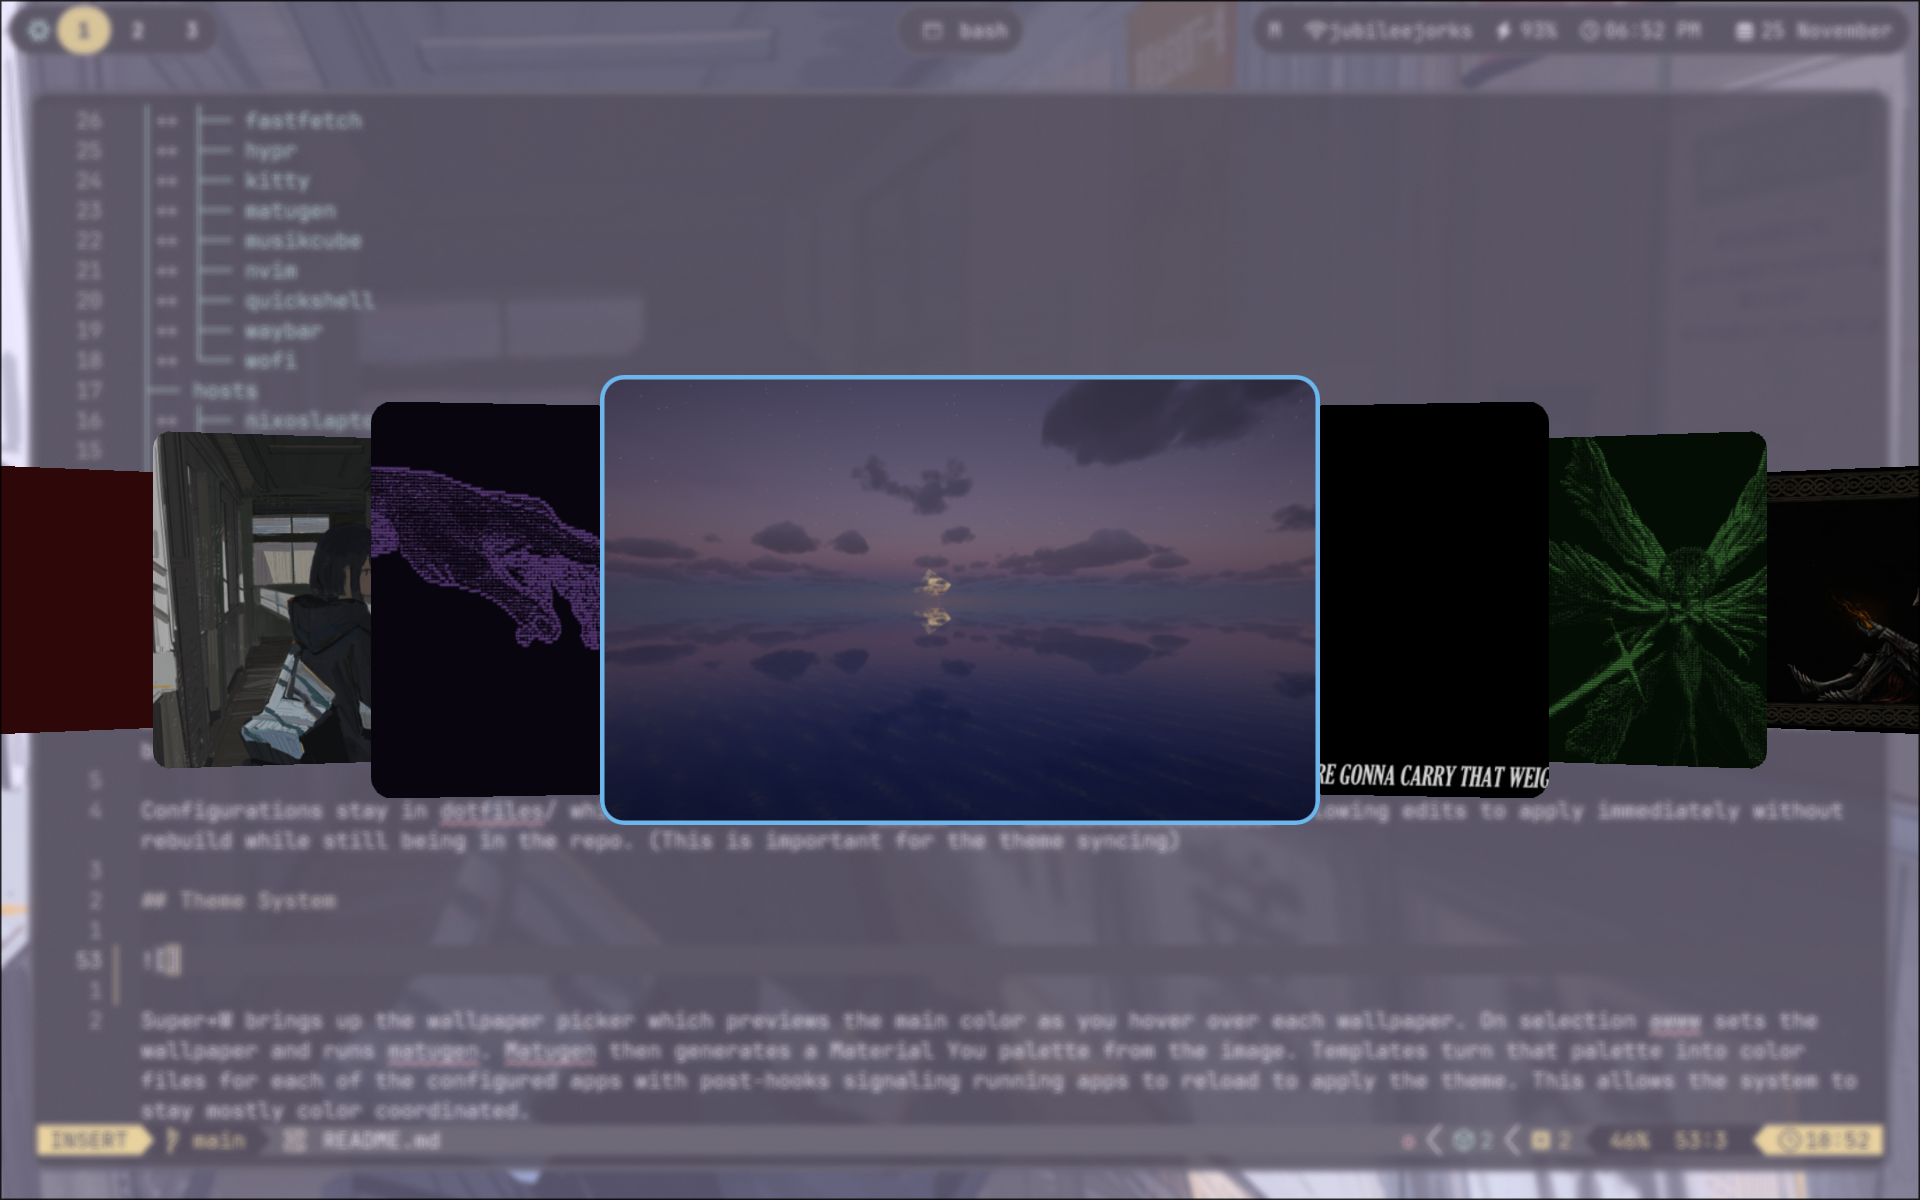 1 2 3 bash M jubileejorks 93% 06:52 PM 25 November
26 fastfetch
25 hypr
24 kitty
23 matugen
22 musikcube
21 nvim
20 quickshell
19 waybar
18 wofi
17 hosts
16 nixoslapto
15
RE GONNA CARRY THAT WEIG
b
5
4 Configurations stay in dotfiles/ whi owing edits to apply immediately without
rebuild while still being in the repo. (This is important for the theme syncing)
3
2 ## Theme System
1
53 ![]
1
2 Super+W brings up the wallpaper picker which previews the main color as you hover over each wallpaper. On selection awww sets the
wallpaper and runs matugen. Matugen then generates a Material You palette from the image. Templates turn that palette into color
files for each of the configured apps with post-hooks signaling running apps to reload to apply the theme. This allows the system to
stay mostly color coordinated.
INSERT main README.md 2 2 46% 53:3 18:52